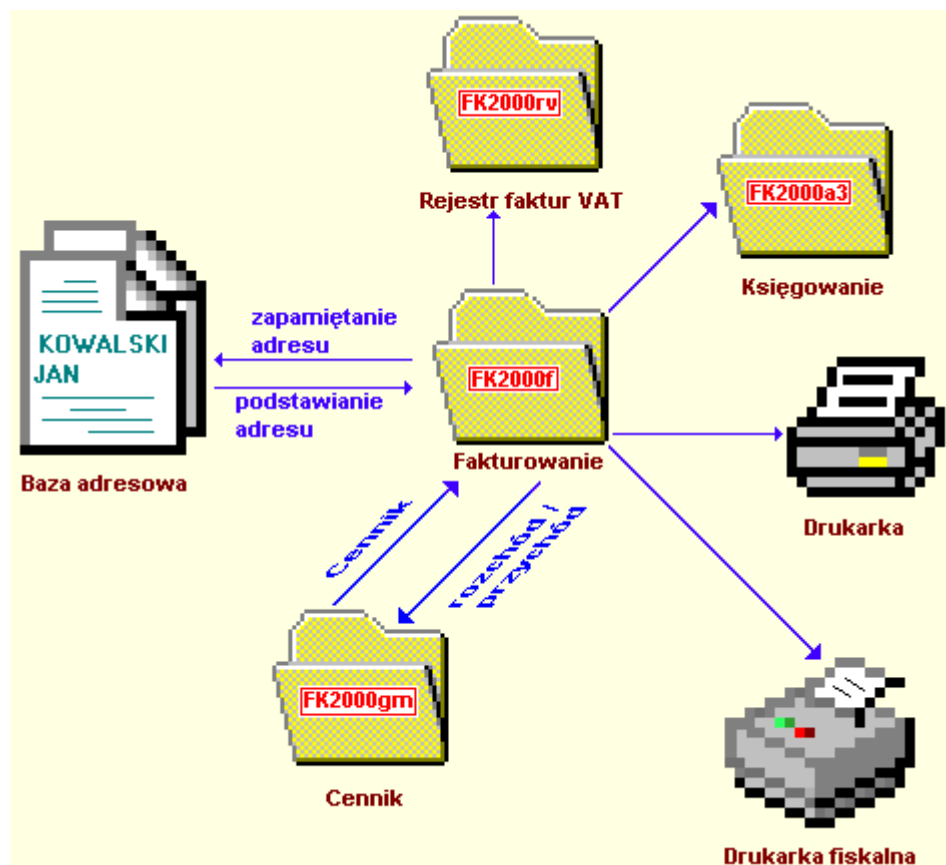 FK2000rv
Rejestr faktur VAT
FK2000a3
Księgowanie
KOWALSKI
JAN
Baza adresowa
zapamiętanie
adresu
podstawianie
adresu
FK2000f
Fakturowanie
Drukarka
Cennik
rozchód /
przychód
FK2000gm
Cennik
Drukarka fiskalna